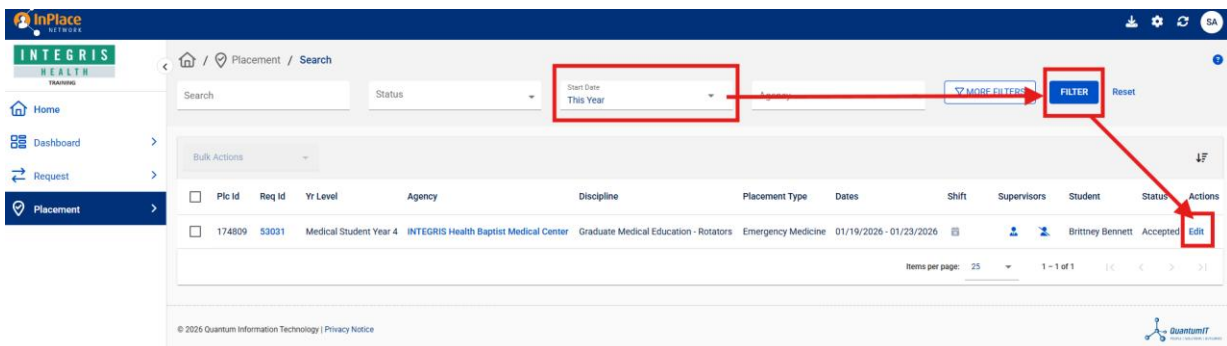 InPlace
NETWORK
SA
INTEGRIS
HEALTH
TRAINING
Home
Dashboard
Request
Placement
/ Placement / Search
Search
Status
Start Date
This Year
Agency
MORE FILTERS
FILTER
Reset
Bulk Actions
Plc Id Req Id Yr Level Agency Discipline Placement Type Dates Shift Supervisors Student Status Actions
174809 53031 Medical Student Year 4 INTEGRIS Health Baptist Medical Center Graduate Medical Education - Rotators Emergency Medicine 01/19/2026 - 01/23/2026 Brittney Bennett Accepted Edit
Items per page: 25 1 – 1 of 1
© 2026 Quantum Information Technology | Privacy Notice
QuantumIT